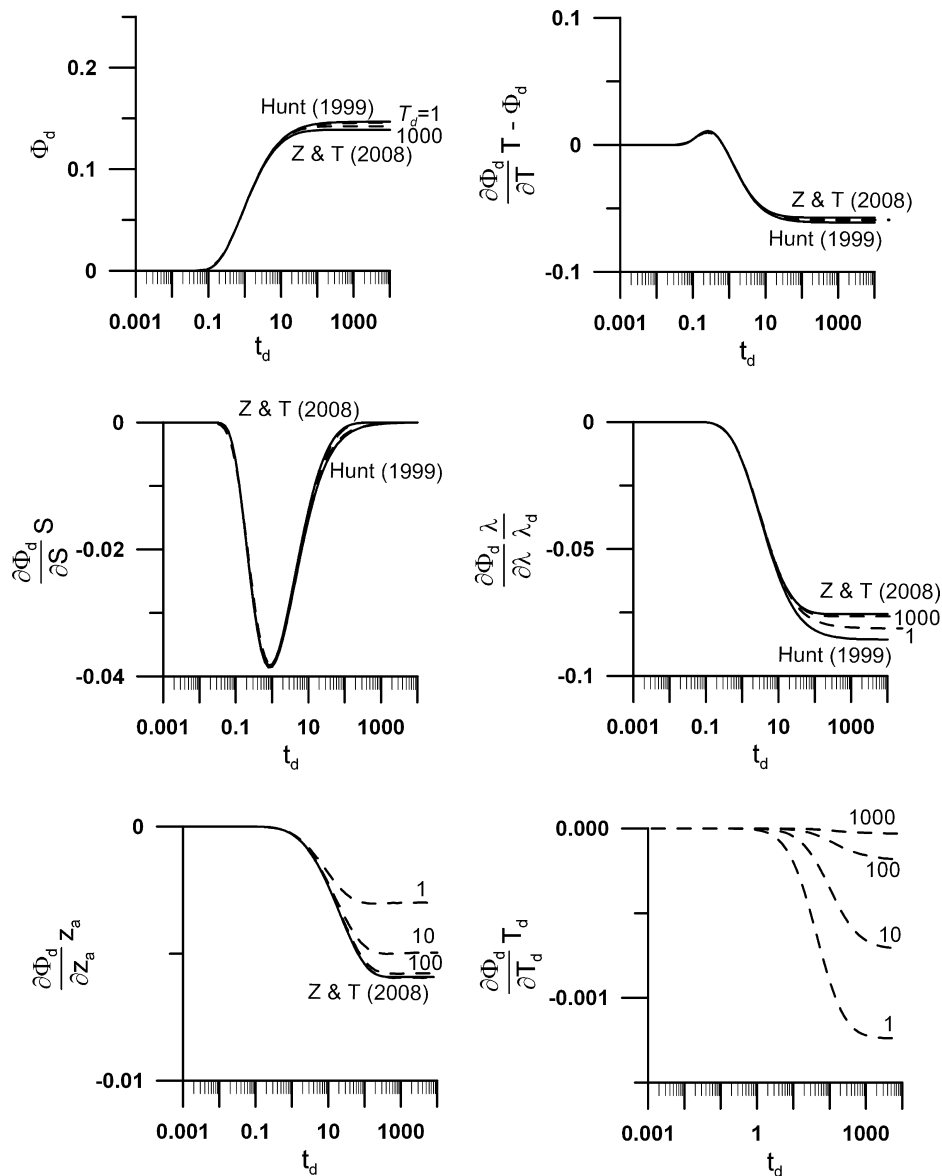 0.2
0.1
0
Φd
Hunt (1999)
Td=1
1000
Z & T (2008)
0.001 0.1 10 1000
td
0.1
0
-0.1
∂Φd/∂T T - Φd
Z & T (2008)
Hunt (1999)
0.001 0.1 10 1000
td
0
-0.02
-0.04
∂Φd/∂S S
Z & T (2008)
Hunt (1999)
0.001 0.1 10 1000
td
0
-0.05
-0.1
∂Φd/∂λ λ/λd
Z & T (2008)
1000
1
Hunt (1999)
0.001 0.1 10 1000
td
0
-0.01
∂Φd/∂za za
1
10
100
Z & T (2008)
0.001 0.1 10 1000
td
0.000
-0.001
∂Φd/∂Td Td
1000
100
10
1
0.001 1 1000
td